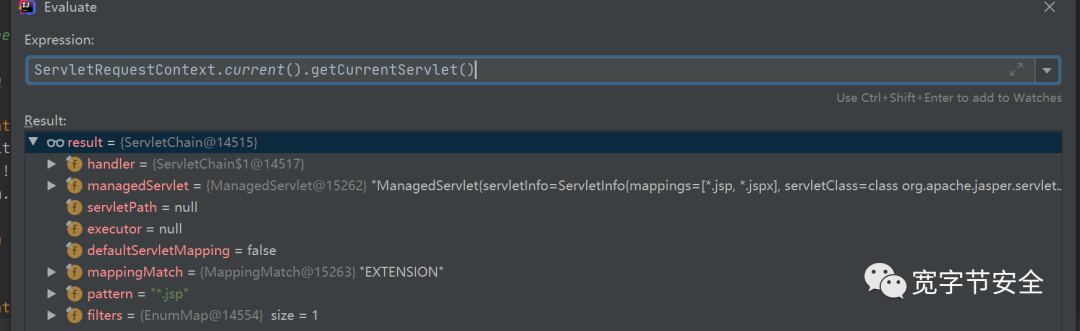 Evaluate
Expression:
ServletRequestContext.current().getCurrentServlet()
Use Ctrl+Shift+Enter to add to Watches
Result:
result = {ServletChain@14515}
handler = {ServletChain$1@14517}
managedServlet = {ManagedServlet@15262} "ManagedServlet{servletInfo=ServletInfo{mappings=[*.jsp, *.jspx], servletClass=class org.apache.jasper.servlet...
servletPath = null
executor = null
defaultServletMapping = false
mappingMatch = {MappingMatch@15263} "EXTENSION"
pattern = "*.jsp"
filters = {EnumMap@14554} size = 1
宽字节安全